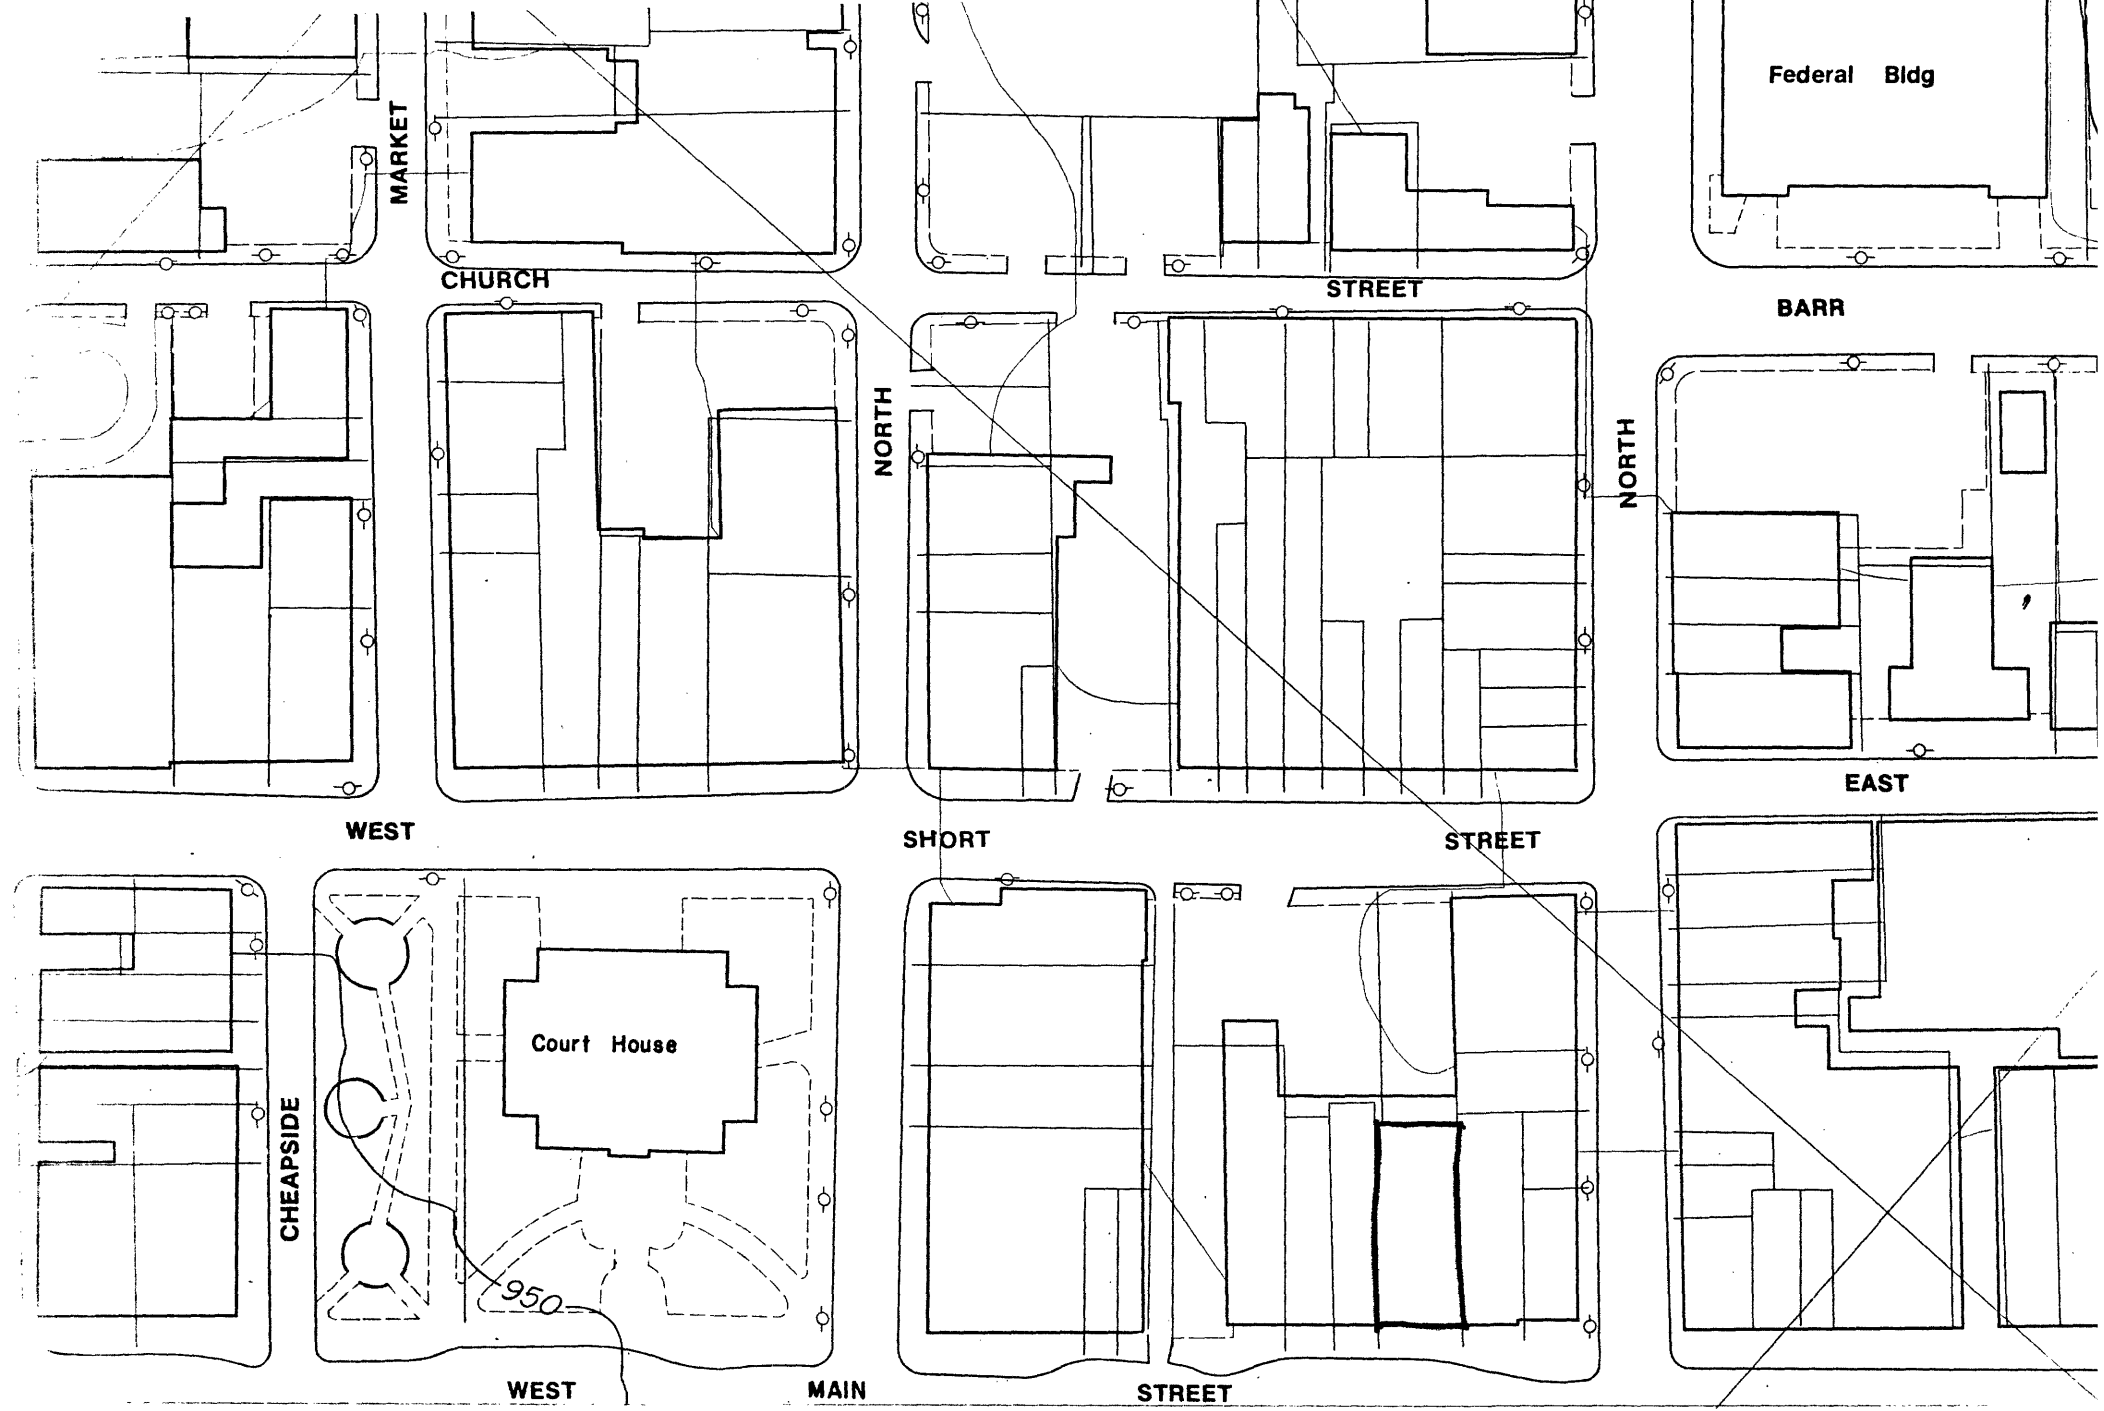 Federal Bldg
MARKET
CHURCH STREET
BARR
NORTH
NORTH
EAST
WEST SHORT STREET
Court House
CHEAPSIDE
950
WEST MAIN STREET